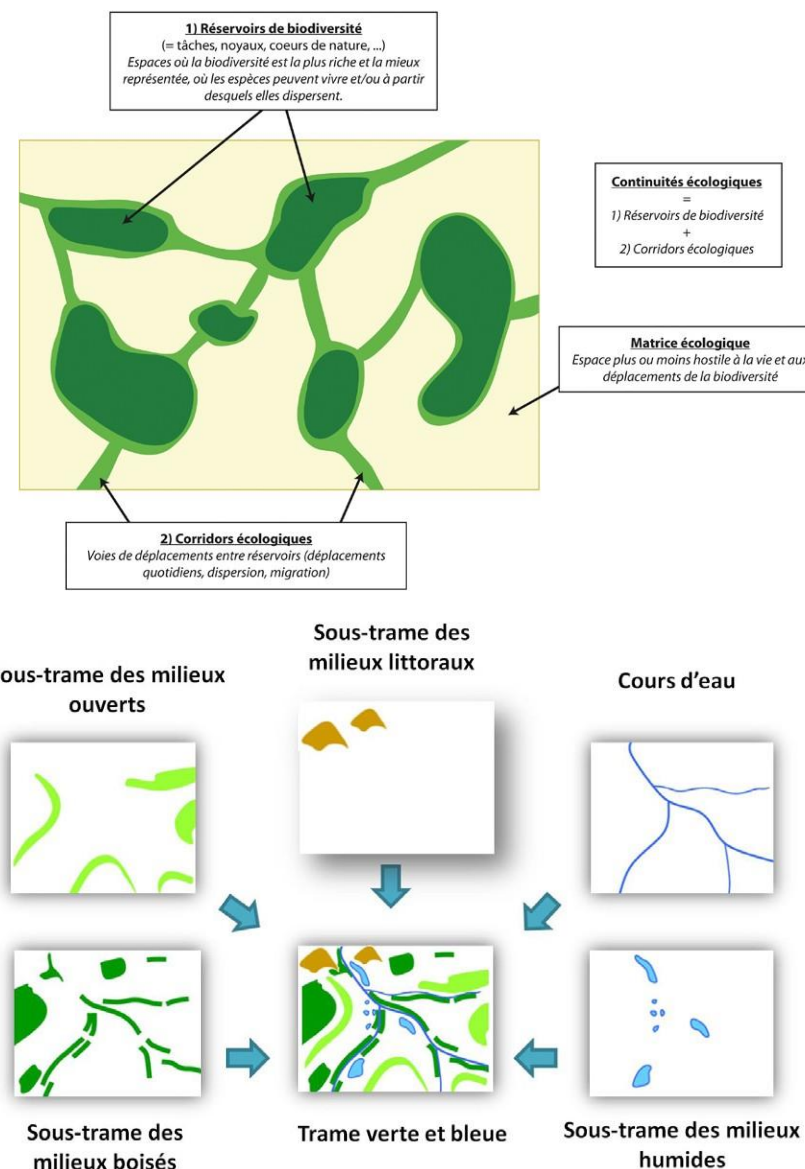 1) Réservoirs de biodiversité
(= tâches, noyaux, coeurs de nature, ...)
Espaces où la biodiversité est la plus riche et la mieux
représentée, où les espèces peuvent vivre et/ou à partir
desquels elles dispersent.
Continuités écologiques
=
1) Réservoirs de biodiversité
+
2) Corridors écologiques
Matrice écologique
Espace plus ou moins hostile à la vie et aux
déplacements de la biodiversité
2) Corridors écologiques
Voies de déplacements entre réservoirs (déplacements
quotidiens, dispersion, migration)
Sous-trame des
milieux littoraux
ous-trame des milieux
ouverts
Cours d'eau
Sous-trame des
milieux boisés
Trame verte et bleue
Sous-trame des milieux
humides